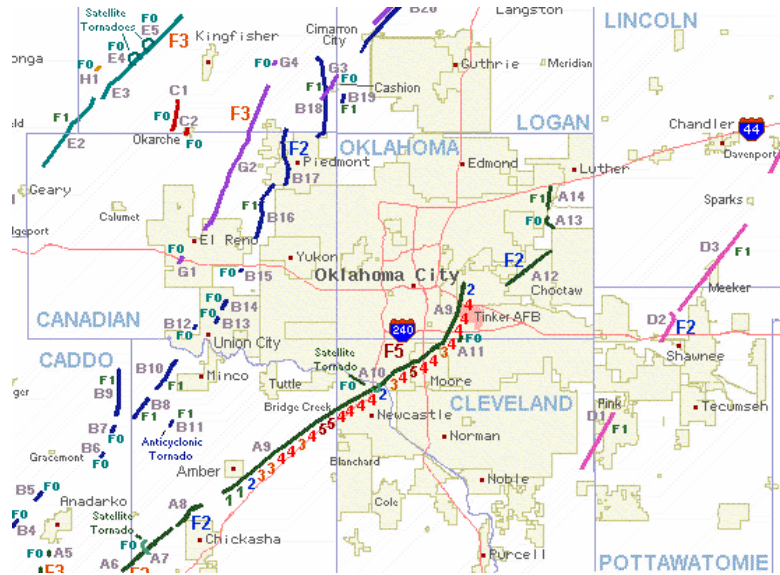 Satellite
Tornadoes
F0
E5
F0
E4
F3
Kingfisher
Cimarron
City
B20
Langston
LINCOLN
onga
F0
H1
E3
F0
G4
G3
F0
Cashion
Guthrie
Meridian
C1
F0
C2
F0
Okarche
F3
F1
B18
F0
B19
F1
LOGAN
Chandler
44
Davenport
eld
F1
E2
F2
OKLAHOMA
Piedmont
B17
Edmond
Luther
Geary
G2
F1
B16
F1
A14
F0
A13
Sparks
Calumet
dgeport
El Reno
F0
G1
Yukon
B15
F0
Oklahoma City
F2
A12
Choctaw
D3
Meeker
CANADIAN
F0
B14
F0
B13
B12
F0
Union City
2
4
A9
4
4
Tinker AFB
F0
A11
240
F5
D2
F2
Shawnee
CADDO
B10
F1
B9
Minco
Tuttle
Satellite
Tornado
A10
F0
2
3
4
5
4
4
3
4
Moore
ger
F1
B8
F1
B11
F1
B7
F0
B6
F0
Gracemont
Anticyclonic
Tornado
Bridge Creek
Newcastle
CLEVELAND
Pink
D1
F1
Tecumseh
A9
1
1
2
3
3
4
4
3
4
5
5
4
4
4
4
Norman
Amber
Blanchard
Noble
B5
F0
Anadarko
F0
B4
Satellite
Tornado
F0
A8
F2
Cole
F0
A5
F3
A6
A7
F3
Chickasha
Purcell
POTTAWATOMIE